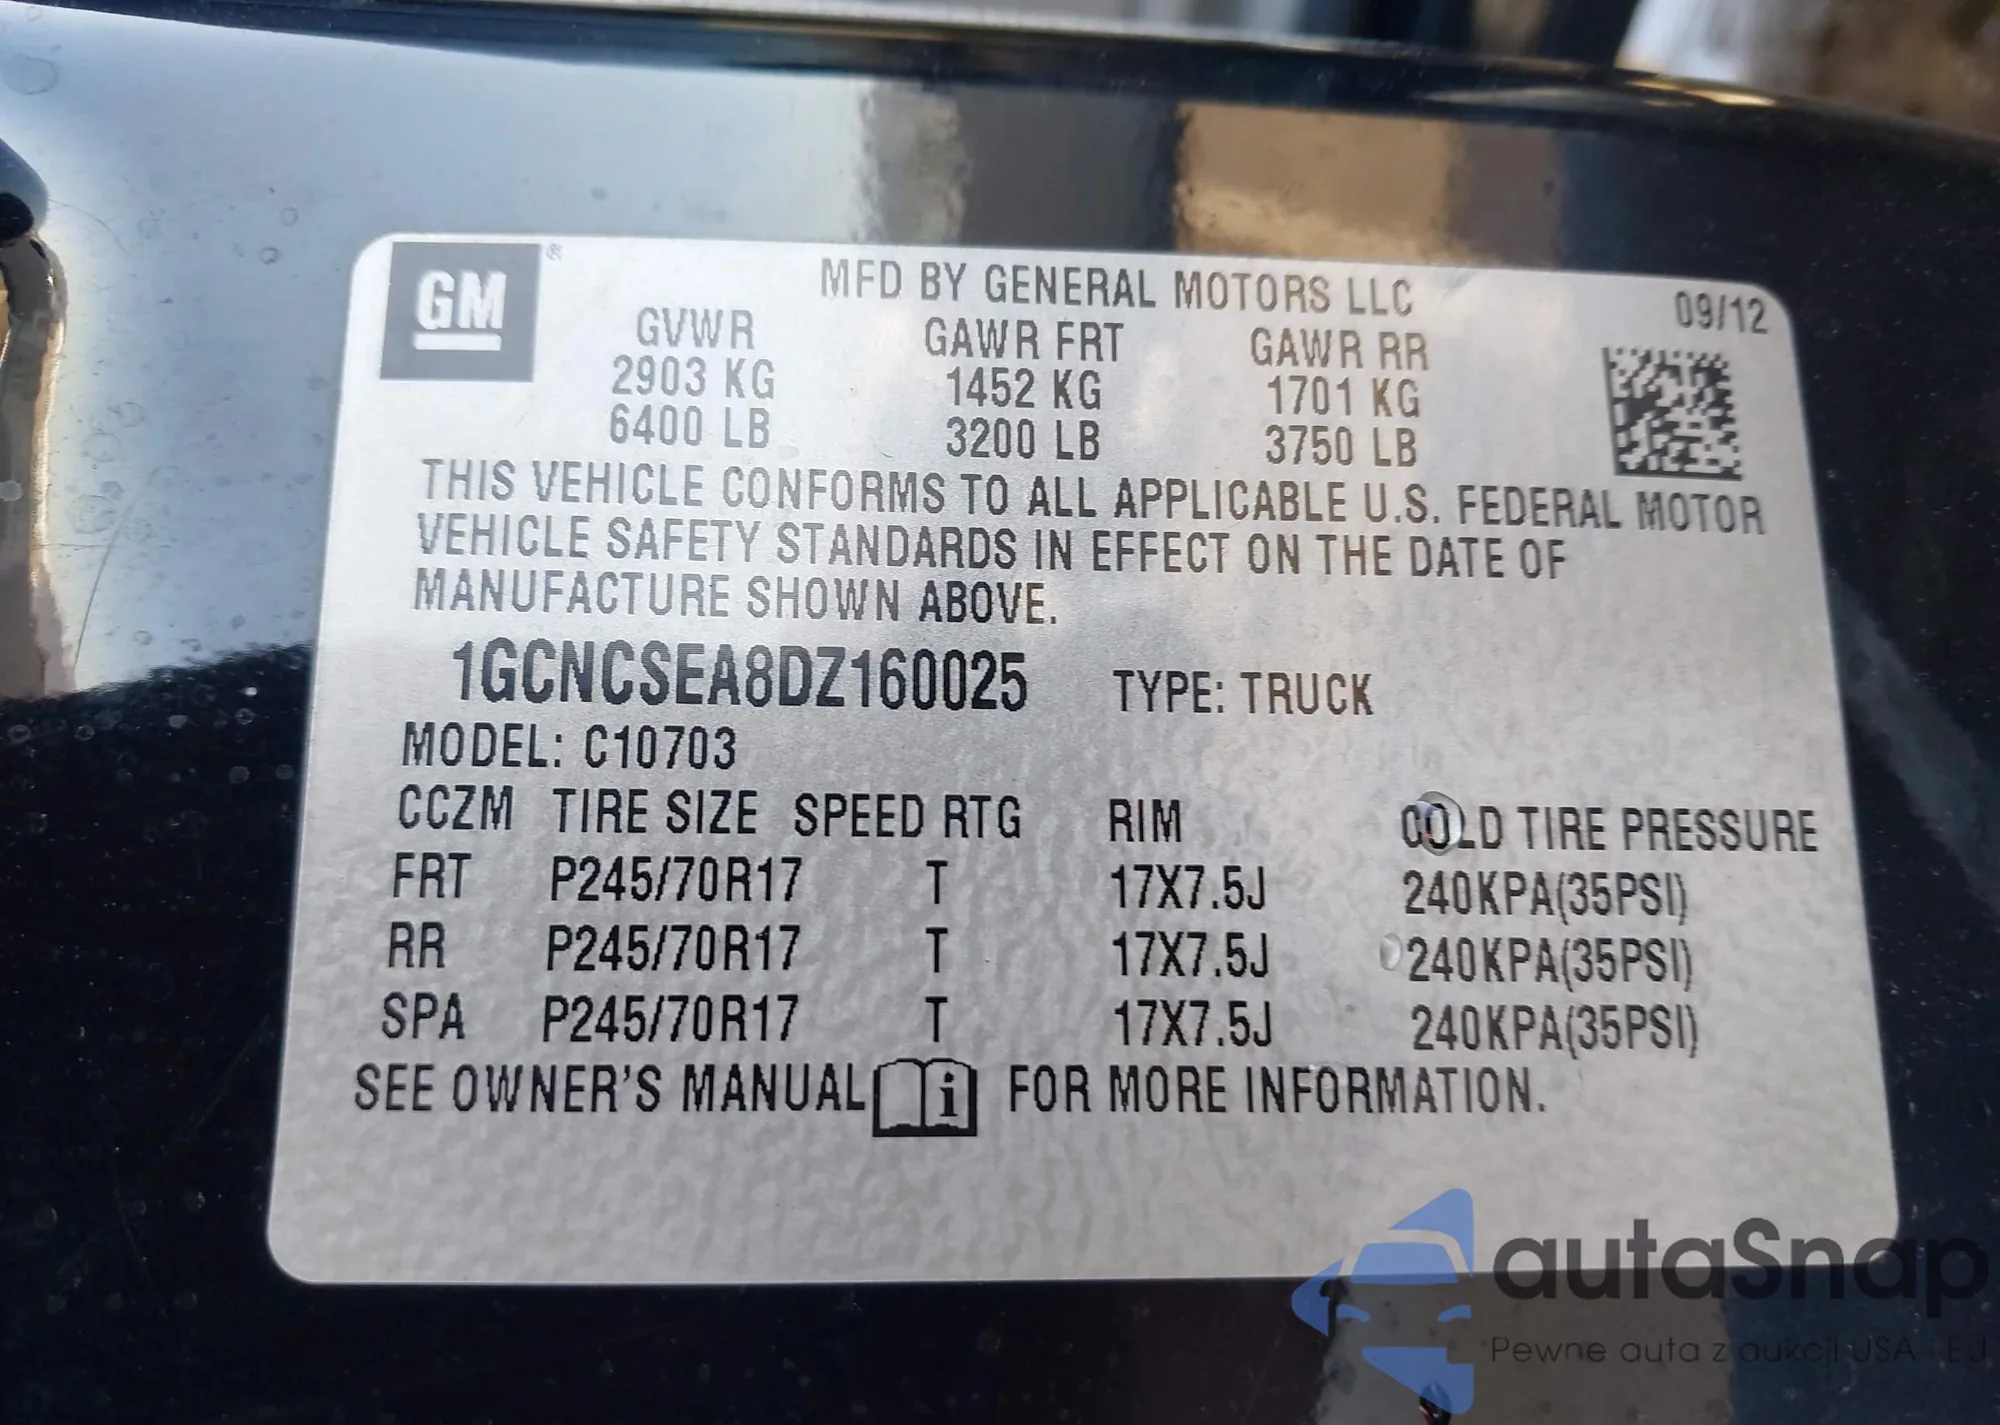 GM ®
MFD BY GENERAL MOTORS LLC 09/12
GVWR GAWR FRT GAWR RR
2903 KG 1452 KG 1701 KG
6400 LB 3200 LB 3750 LB
THIS VEHICLE CONFORMS TO ALL APPLICABLE U.S. FEDERAL MOTOR
VEHICLE SAFETY STANDARDS IN EFFECT ON THE DATE OF
MANUFACTURE SHOWN ABOVE.
1GCNCSEA8DZ160025 TYPE: TRUCK
MODEL: C10703
CCZM TIRE SIZE SPEED RTG RIM COLD TIRE PRESSURE
FRT P245/70R17 T 17X7.5J 240KPA(35PSI)
RR P245/70R17 T 17X7.5J 240KPA(35PSI)
SPA P245/70R17 T 17X7.5J 240KPA(35PSI)
SEE OWNER'S MANUAL i FOR MORE INFORMATION.
autaSnap
Pewne auta z aukcji USA i EU